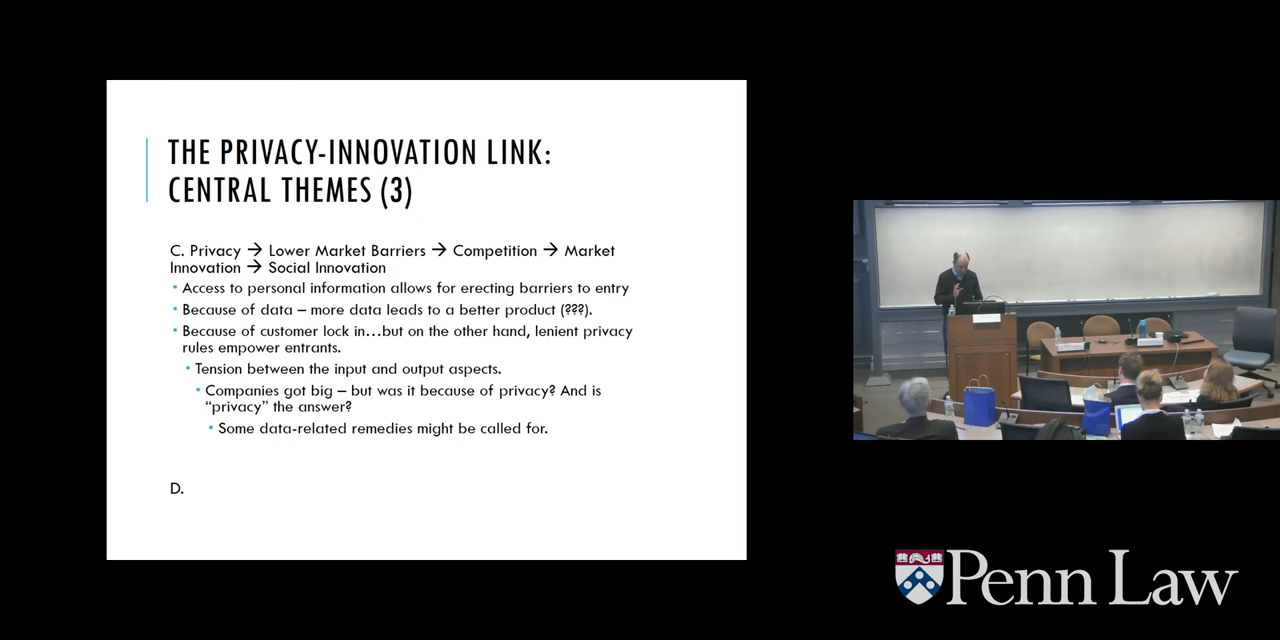 THE PRIVACY-INNOVATION LINK:
CENTRAL THEMES (3)
C. Privacy → Lower Market Barriers → Competition → Market
Innovation → Social Innovation
▪ Access to personal information allows for erecting barriers to entry
▪ Because of data – more data leads to a better product (???).
▪ Because of customer lock in…but on the other hand, lenient privacy
rules empower entrants.
▪ Tension between the input and output aspects.
▪ Companies got big – but was it because of privacy? And is
“privacy” the answer?
▪ Some data-related remedies might be called for.
D.
Penn Law